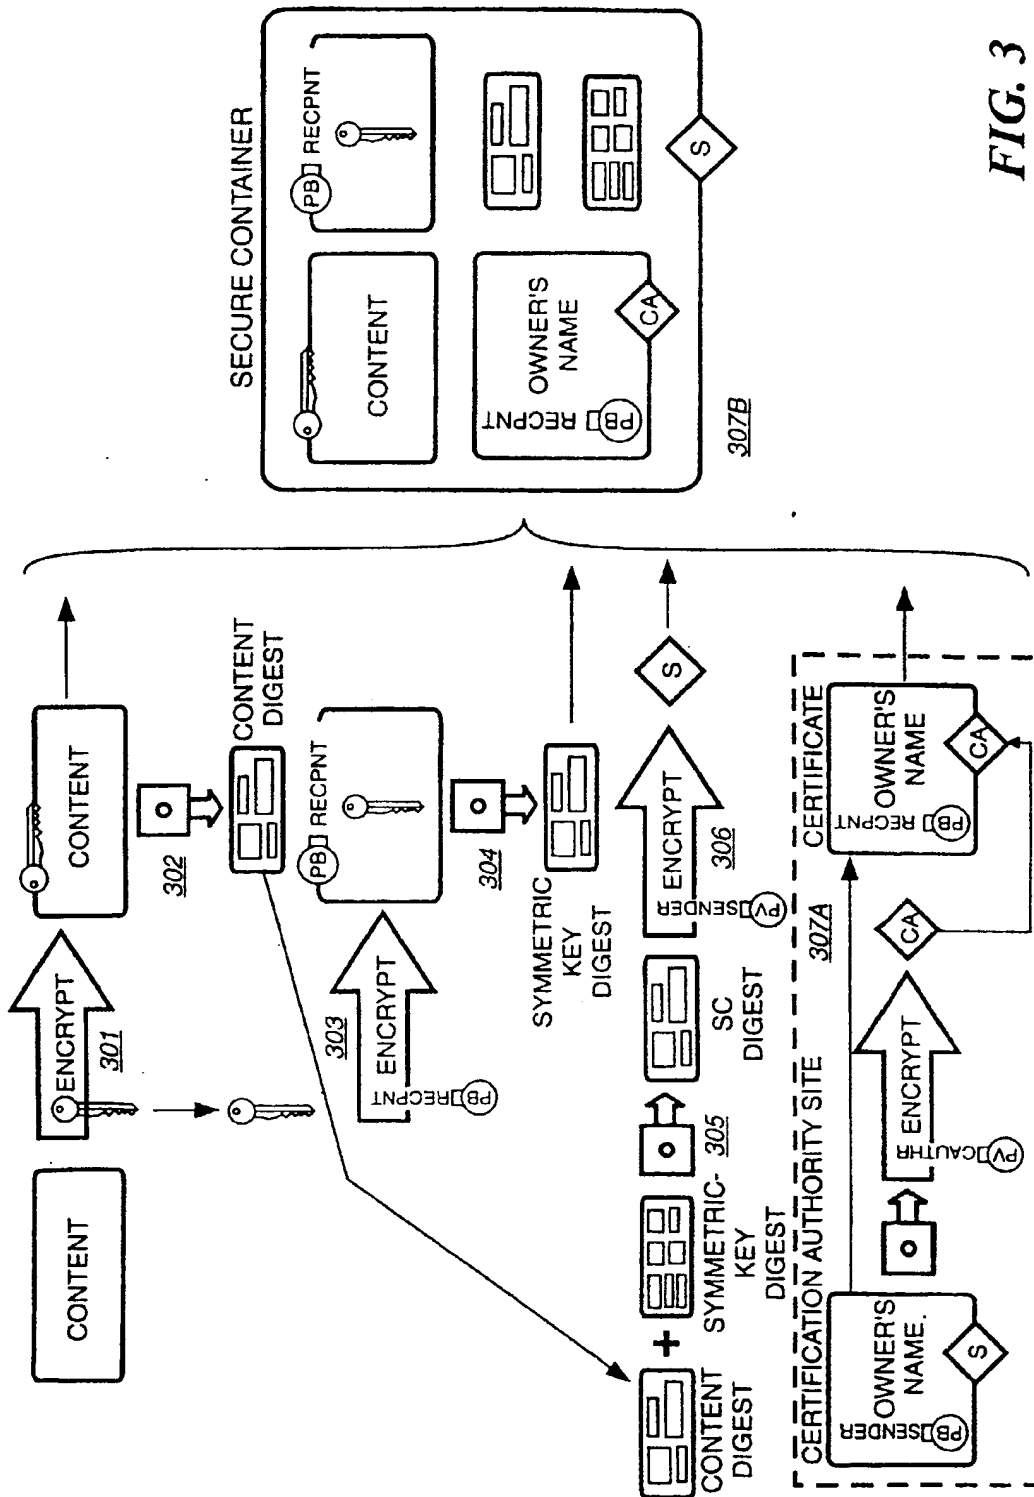 CONTENT
ENCRYPT
301
CONTENT
302
CONTENT
DIGEST
303
ENCRYPT
PB RECPNT
PB RECPNT
304
SYMMETRIC
KEY
DIGEST
CONTENT
DIGEST
+
SYMMETRIC-
KEY
DIGEST
305
SC
DIGEST
ENCRYPT
PV SENDER
306
S
CERTIFICATION AUTHORITY SITE
307A
OWNER'S
NAME.
PB SENDER
S
ENCRYPT
PV CAUTHR
CA
CERTIFICATE
OWNER'S
NAME
PB RECPNT
CA
SECURE CONTAINER
CONTENT
PB RECPNT
OWNER'S
NAME
PB RECPNT
CA
S
307B
FIG. 3